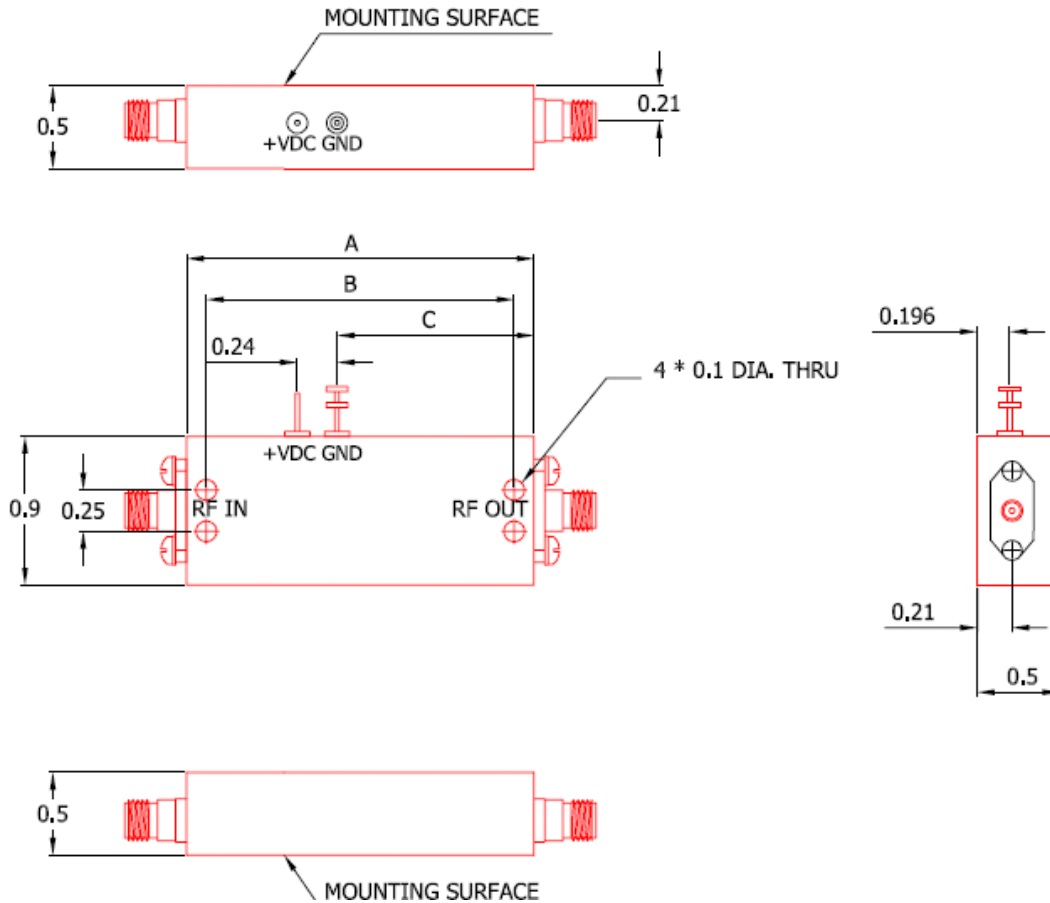 MOUNTING SURFACE
0.21
0.5
+VDC GND
A
B
C
0.24
0.196
4 * 0.1 DIA. THRU
+VDC GND
0.9
0.25
RF IN
RF OUT
0.21
0.5
0.5
MOUNTING SURFACE